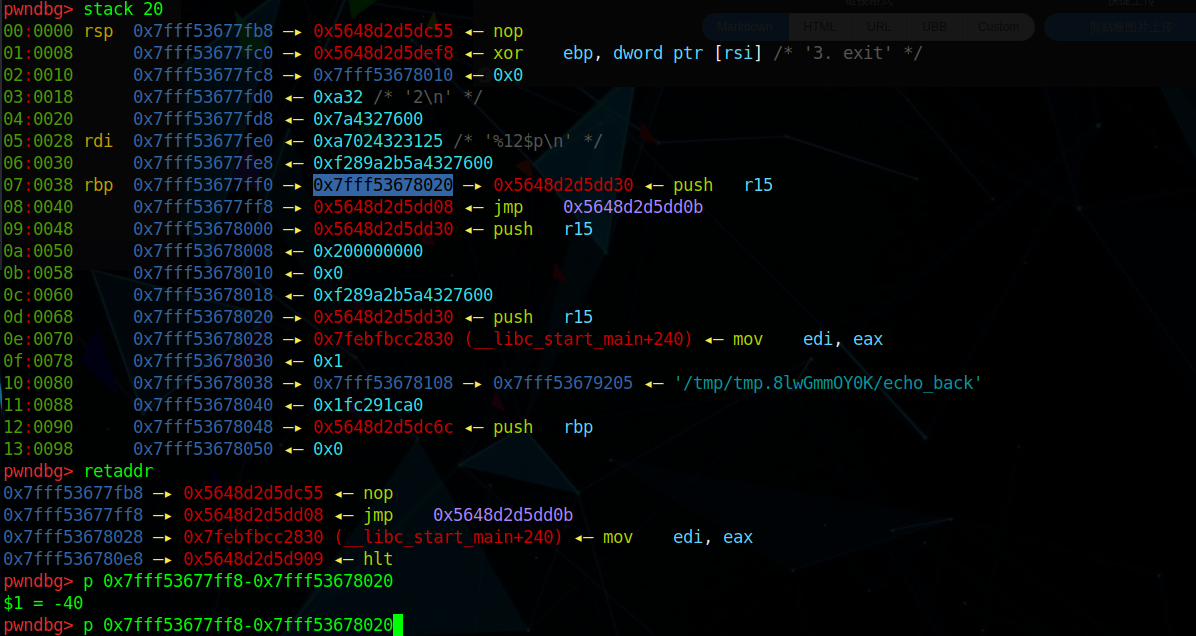 pwndbg> stack 20
Markdown HTML URL UBB Custom
00:0000 rsp 0x7fff53677fb8 —▸ 0x5648d2d5dc55 ◂— nop
01:0008 0x7fff53677fc0 —▸ 0x5648d2d5def8 ◂— xor ebp, dword ptr [rsi] /* '3. exit' */
02:0010 0x7fff53677fc8 —▸ 0x7fff53678010 ◂— 0x0
03:0018 0x7fff53677fd0 ◂— 0xa32 /* '2\n' */
04:0020 0x7fff53677fd8 ◂— 0x7a4327600
05:0028 rdi 0x7fff53677fe0 ◂— 0xa7024323125 /* '%12$p\n' */
06:0030 0x7fff53677fe8 ◂— 0xf289a2b5a4327600
07:0038 rbp 0x7fff53677ff0 —▸ 0x7fff53678020 —▸ 0x5648d2d5dd30 ◂— push r15
08:0040 0x7fff53677ff8 —▸ 0x5648d2d5dd08 ◂— jmp 0x5648d2d5dd0b
09:0048 0x7fff53678000 —▸ 0x5648d2d5dd30 ◂— push r15
0a:0050 0x7fff53678008 ◂— 0x200000000
0b:0058 0x7fff53678010 ◂— 0x0
0c:0060 0x7fff53678018 ◂— 0xf289a2b5a4327600
0d:0068 0x7fff53678020 —▸ 0x5648d2d5dd30 ◂— push r15
0e:0070 0x7fff53678028 —▸ 0x7febfbcc2830 (__libc_start_main+240) ◂— mov edi, eax
0f:0078 0x7fff53678030 ◂— 0x1
10:0080 0x7fff53678038 —▸ 0x7fff53678108 —▸ 0x7fff53679205 ◂— '/tmp/tmp.8lwGmmOY0K/echo_back'
11:0088 0x7fff53678040 ◂— 0x1fc291ca0
12:0090 0x7fff53678048 —▸ 0x5648d2d5dc6c ◂— push rbp
13:0098 0x7fff53678050 ◂— 0x0
pwndbg> retaddr
0x7fff53677fb8 —▸ 0x5648d2d5dc55 ◂— nop
0x7fff53677ff8 —▸ 0x5648d2d5dd08 ◂— jmp 0x5648d2d5dd0b
0x7fff53678028 —▸ 0x7febfbcc2830 (__libc_start_main+240) ◂— mov edi, eax
0x7fff536780e8 —▸ 0x5648d2d5d909 ◂— hlt
pwndbg> p 0x7fff53677ff8-0x7fff53678020
$1 = -40
pwndbg> p 0x7fff53677ff8-0x7fff53678020